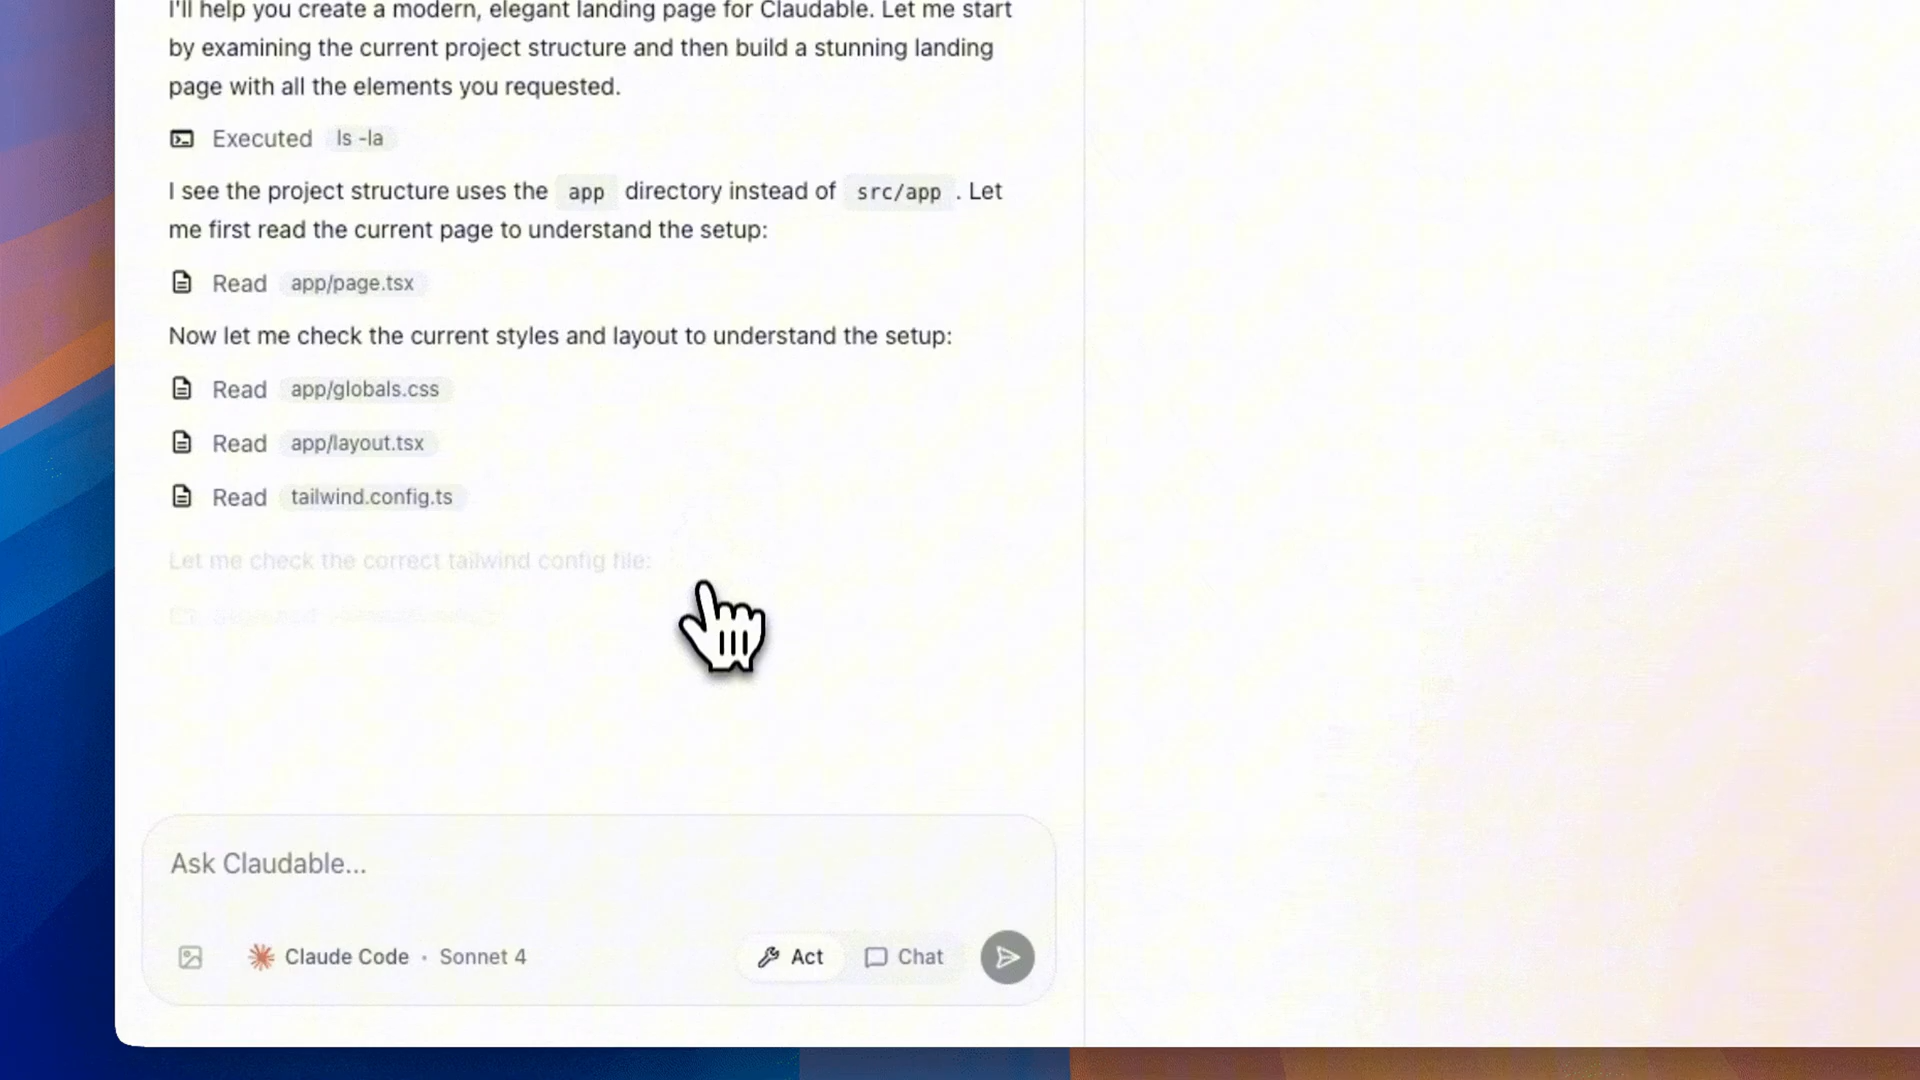 I'll help you create a modern, elegant landing page for Claudable. Let me start
by examining the current project structure and then build a stunning landing
page with all the elements you requested.
Executed ls -la
I see the project structure uses the app directory instead of src/app . Let
me first read the current page to understand the setup:
Read app/page.tsx
Now let me check the current styles and layout to understand the setup:
Read app/globals.css
Read app/layout.tsx
Read tailwind.config.ts
Let me check the correct tailwind config file:
Ask Claudable...
Claude Code • Sonnet 4
Act
Chat